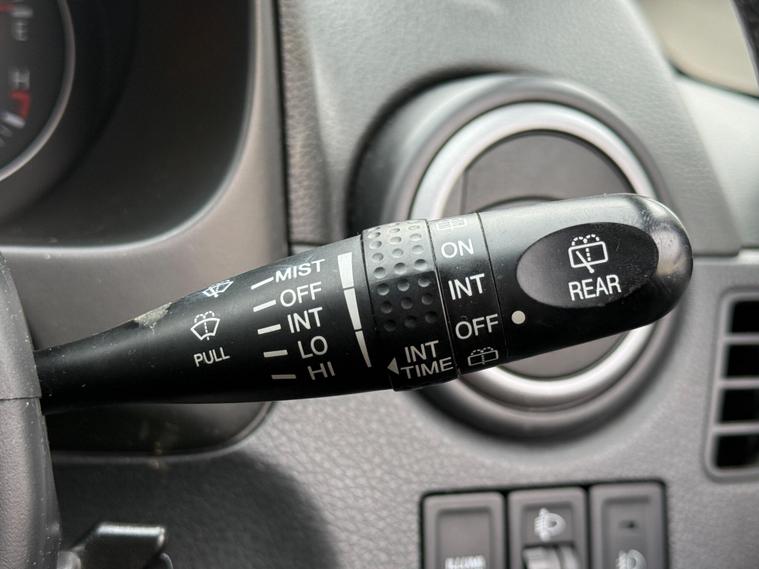 E
H
MIST
OFF
INT
LO
HI
PULL
INT
TIME
ON
INT
OFF
REAR